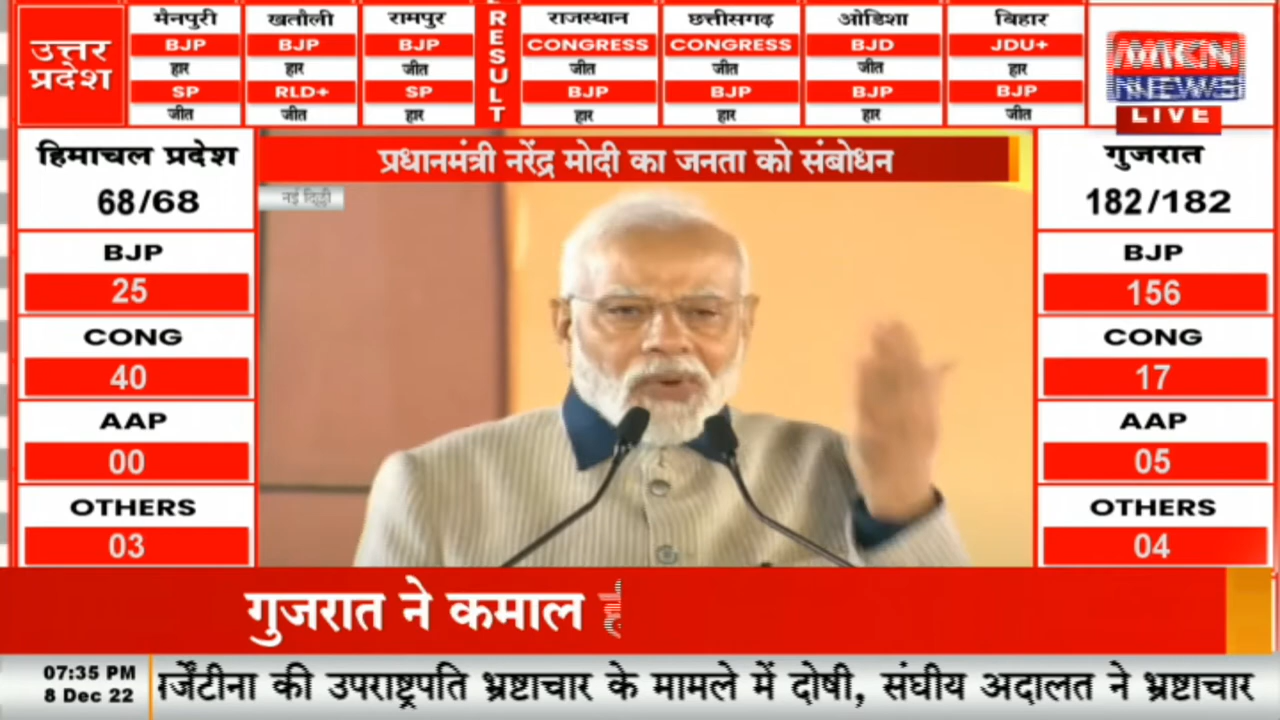 उत्तर
प्रदेश
मैनपुरी
BJP
हार
SP
जीत
खतौली
BJP
हार
RLD+
जीत
रामपुर
BJP
जीत
SP
हार
RESULT
राजस्थान
CONGRESS
जीत
BJP
हार
छत्तीसगढ़
CONGRESS
जीत
BJP
हार
ओडिशा
BJD
जीत
BJP
हार
बिहार
JDU+
हार
BJP
जीत
NEWS
LIVE
हिमाचल प्रदेश
68/68
BJP
25
CONG
40
AAP
00
OTHERS
03
प्रधानमंत्री नरेंद्र मोदी का जनता को संबोधन
नई दिल्ली
गुजरात
182/182
BJP
156
CONG
17
AAP
05
OTHERS
04
गुजरात ने कमाल
07:35 PM
8 Dec 22
र्जेंटीना की उपराष्ट्रपति भ्रष्टाचार के मामले में दोषी, संघीय अदालत ने भ्रष्टाचार